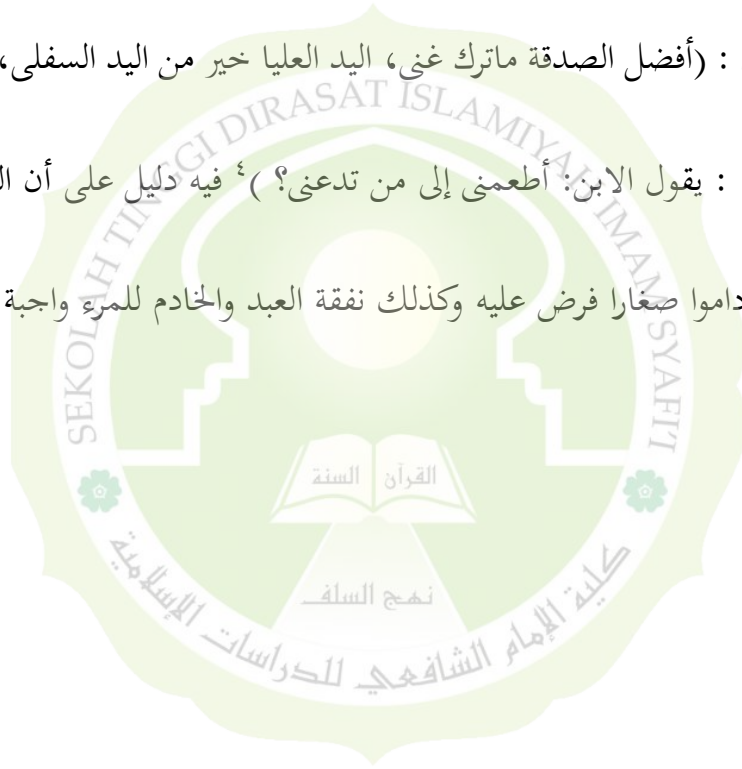 : (أفضل الصدقة ماترك غنى، اليد العليا خير من اليد السفلى،
: يقول الابن: أطعمنى إلى من تدعنى؟ )٤ فيه دليل على أن ال
داموا صغارا فرض عليه وكذلك نفقة العبد والخادم للمرء واجبة
SEKOLAH TINGGI DIRASAT ISLAMIYAH IMAM SYAFI'I
القرآن السنة
نهج السلف
كلية الإمام الشافعي للدراسات الإسلامية